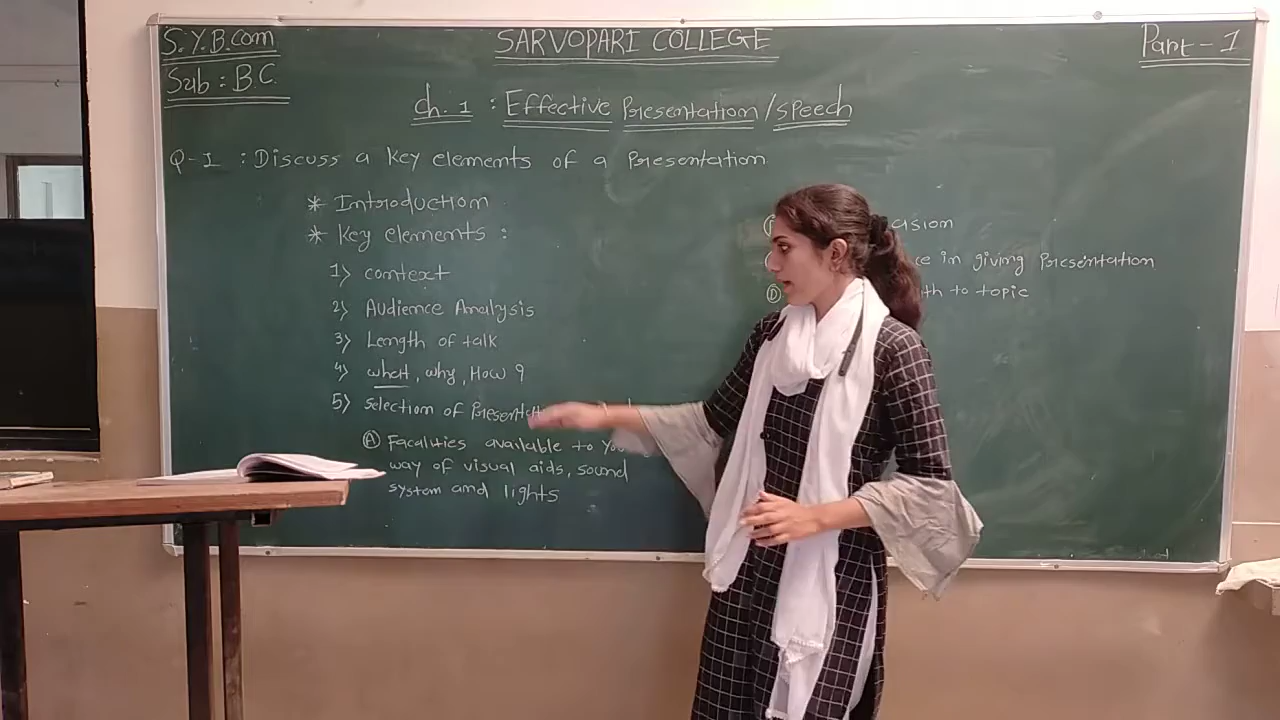 S.Y.B.Com
SARVOPARI COLLEGE
Part - 1
Sub : B.C.
Ch. 1 : Effective Presentation/speech
Q-1 : Discuss a key elements of a Presentation
* Introduction
* Key elements :
1) context
2) Audience Analysis
3) Length of talk
4) what, why, How ?
5) Selection of
(A) Facalities available to
way of visual aids, sound
system and lights
in giving Presentation
(D)
to topic